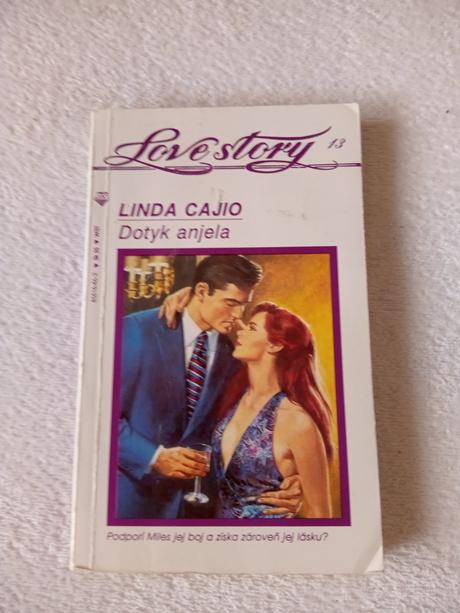 Love story 13
LINDA CAJIO
Dotyk anjela
Podporí Miles jej boj a získa zároveň jej lásku?